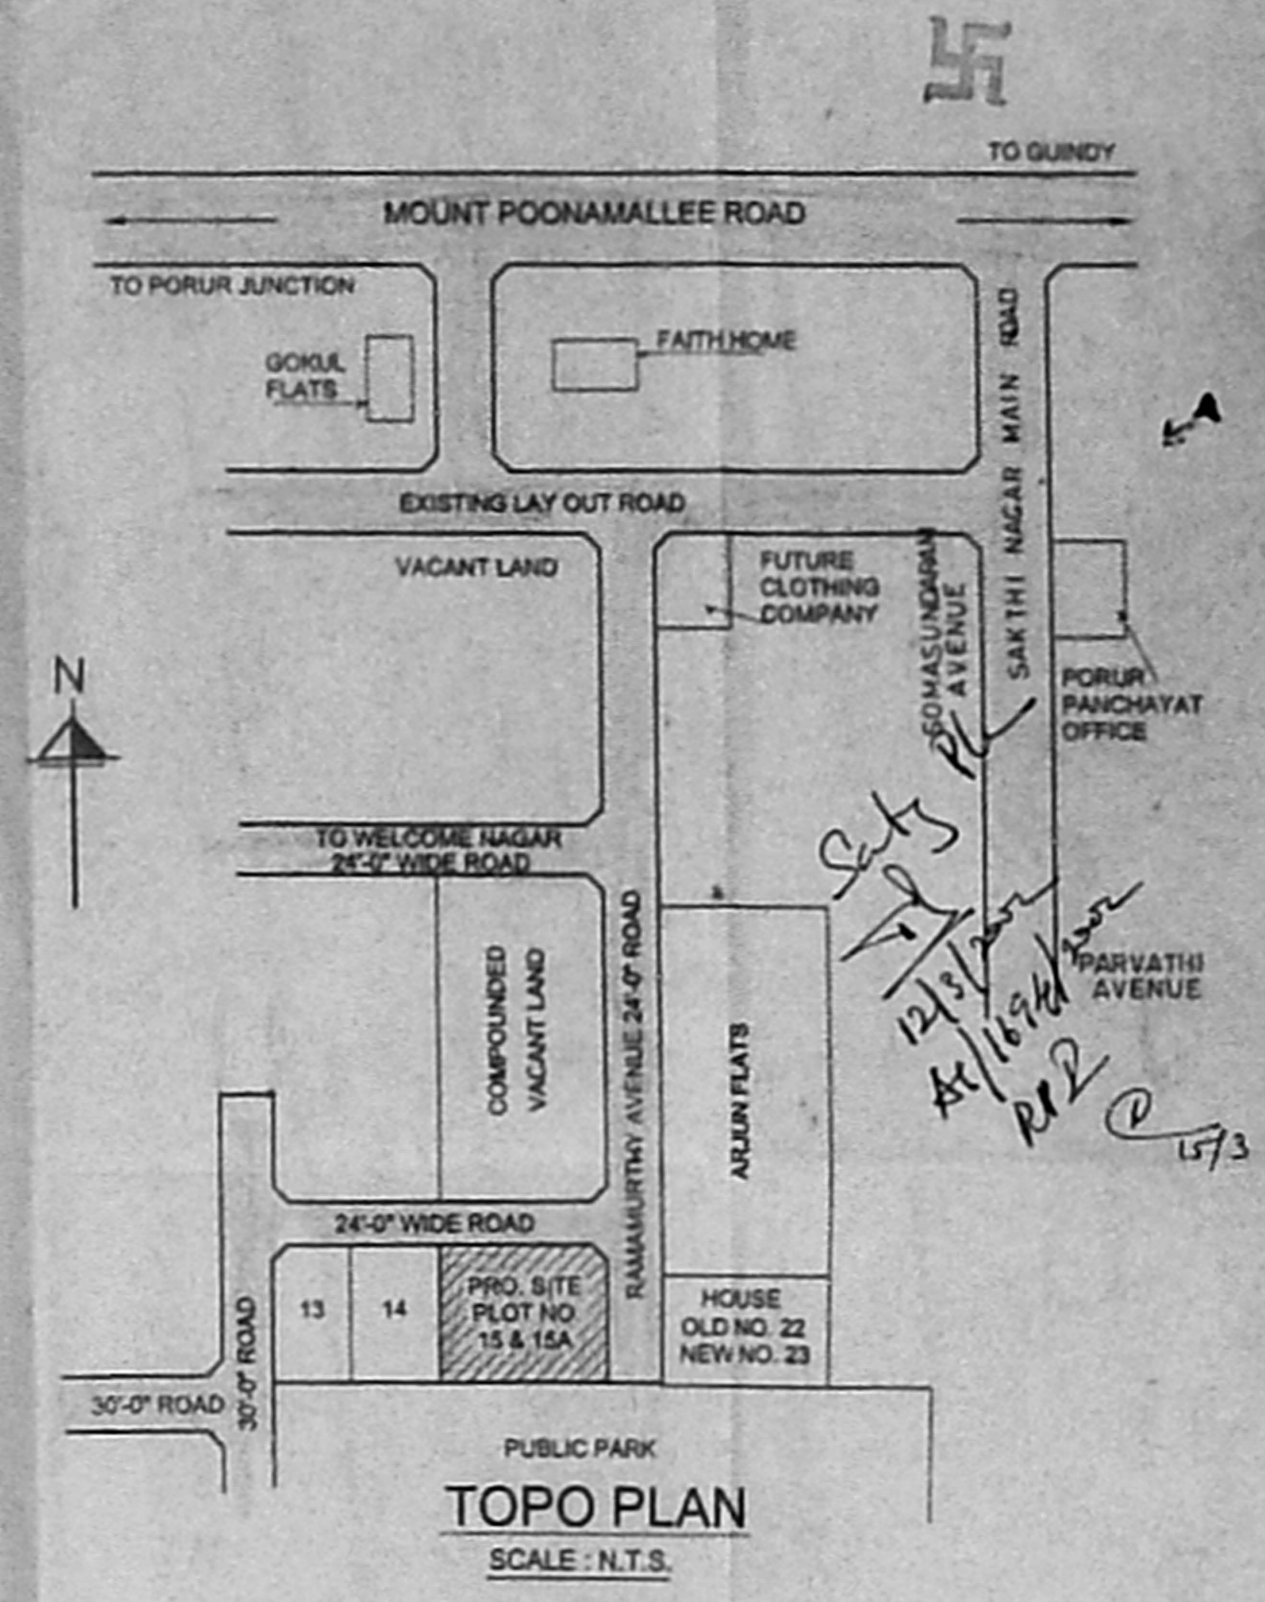 TO GUINDY
MOUNT POONAMALLEE ROAD
TO PORUR JUNCTION
GOKUL
FLATS
FAITH HOME
SAKTHI NAGAR MAIN ROAD
EXISTING LAY OUT ROAD
VACANT LAND
FUTURE
CLOTHING
COMPANY
GOMASUNDARAM
AVENUE
PORUR
PANCHAYAT
OFFICE
N
TO WELCOME NAGAR
24'-0" WIDE ROAD
COMPOUNDED
VACANT LAND
RAMAMURTHY AVENUE 24'-0" ROAD
ARJUN FLATS
12/3/2002
PARVATHI
AVENUE
15/3
24'-0" WIDE ROAD
13
14
PRO. SITE
PLOT NO
15 & 15A
HOUSE
OLD NO. 22
NEW NO. 23
30'-0" ROAD
30'-0" ROAD
PUBLIC PARK
TOPO PLAN
SCALE : N.T.S.